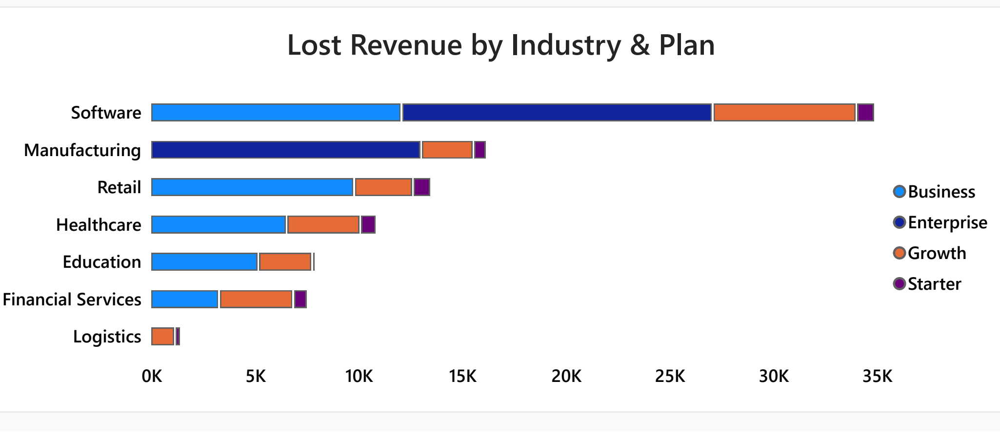 Lost Revenue by Industry & Plan
Software
Manufacturing
Retail
Healthcare
Education
Financial Services
Logistics
0K 5K 10K 15K 20K 25K 30K 35K
Business
Enterprise
Growth
Starter